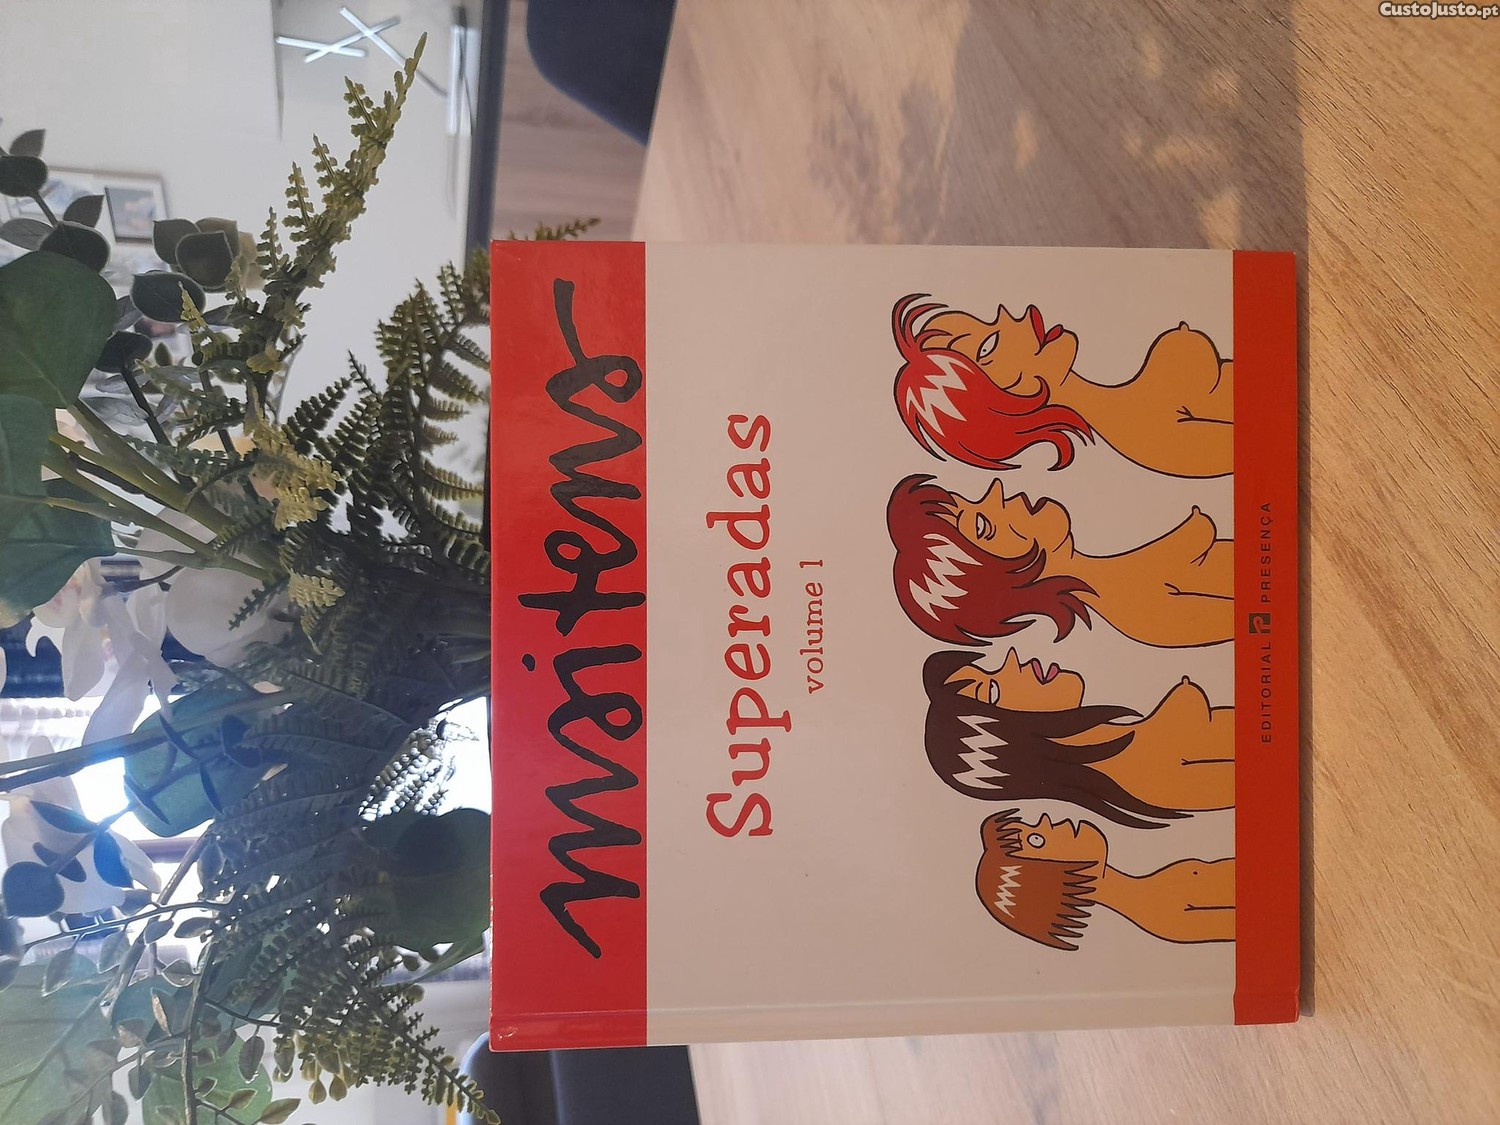 CustoJusto.pt
maitena
Superadas
volume 1
EDITORIAL P PRESENÇA